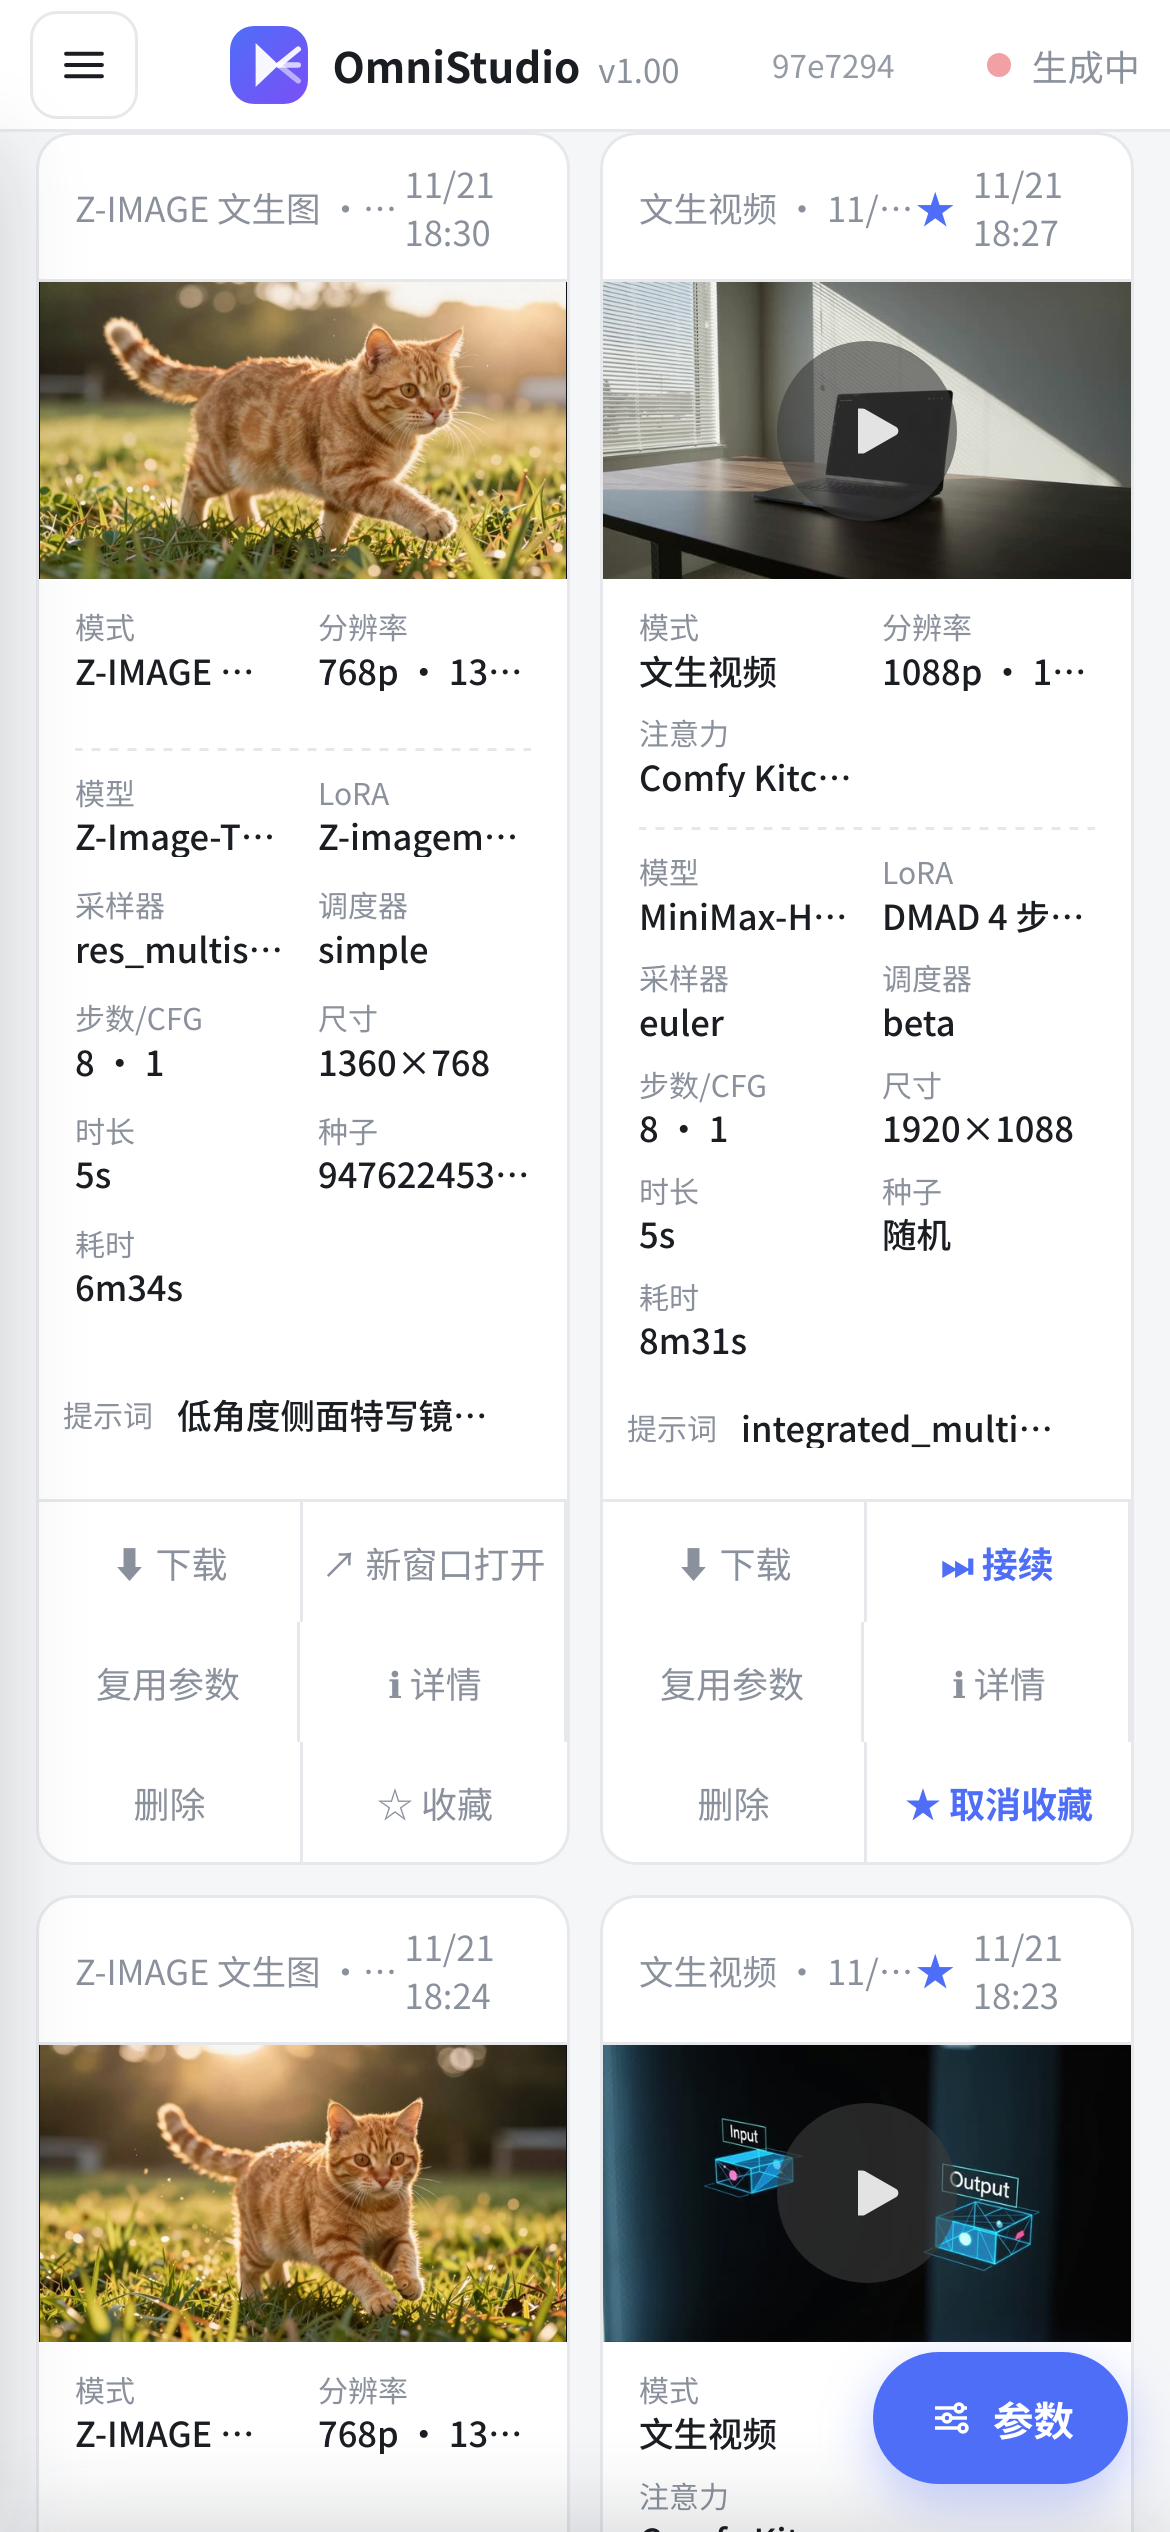 OmniStudio v1.00 97e7294 生成中
Z-IMAGE 文生图 • ··· 11/21 18:30
模式 分辨率
Z-IMAGE ··· 768p • 13···
模型 LoRA
Z-Image-T··· Z-imagem···
采样器 调度器
res_multis··· simple
步数/CFG 尺寸
8 • 1 1360×768
时长 种子
5s 947622453···
耗时
6m34s
提示词 低角度侧面特写镜···
⬇ 下载 ↗ 新窗口打开
复用参数 ℹ 详情
删除 ☆ 收藏
文生视频 • 11/··· ★ 11/21 18:27
模式 分辨率
文生视频 1088p • 1···
注意力
Comfy Kitc···
模型 LoRA
MiniMax-H··· DMAD 4 步···
采样器 调度器
euler beta
步数/CFG 尺寸
8 • 1 1920×1088
时长 种子
5s 随机
耗时
8m31s
提示词 integrated_multi···
⬇ 下载 ⏭ 接续
复用参数 ℹ 详情
删除 ★ 取消收藏
Z-IMAGE 文生图 • ··· 11/21 18:24
模式 分辨率
Z-IMAGE ··· 768p • 13···
文生视频 • 11/··· ★ 11/21 18:23
Input
Output
模式
文生视频
注意力
参数